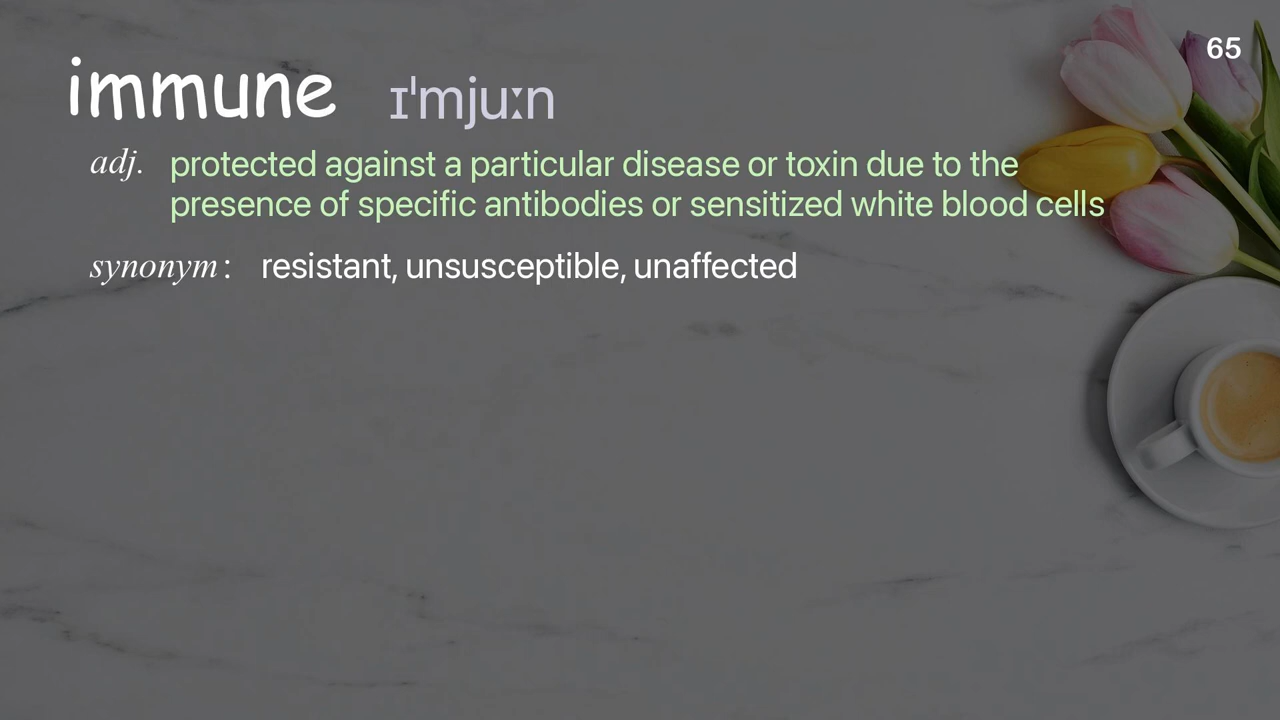 65
immune ɪˈmjuːn
adj. protected against a particular disease or toxin due to the
presence of specific antibodies or sensitized white blood cells
synonym: resistant, unsusceptible, unaffected